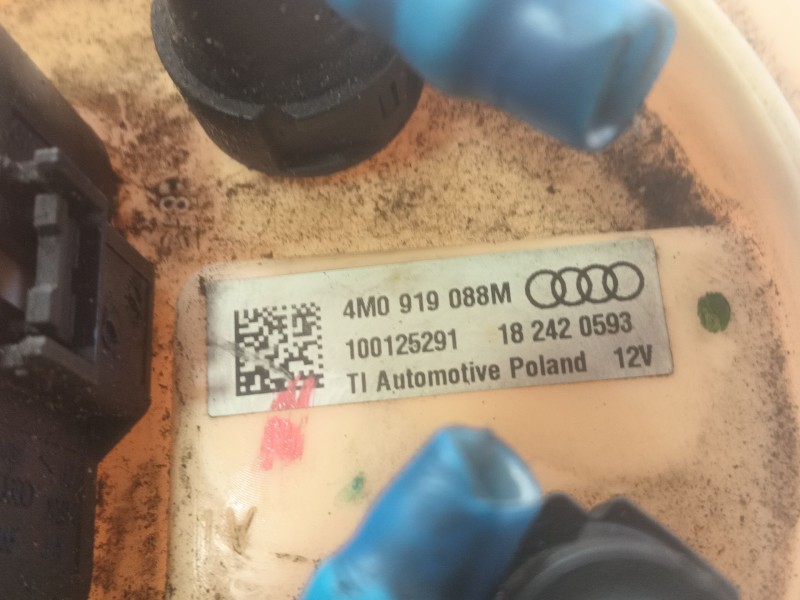 4M0 919 088M
100125291 18 242 0593
TI Automotive Poland 12V